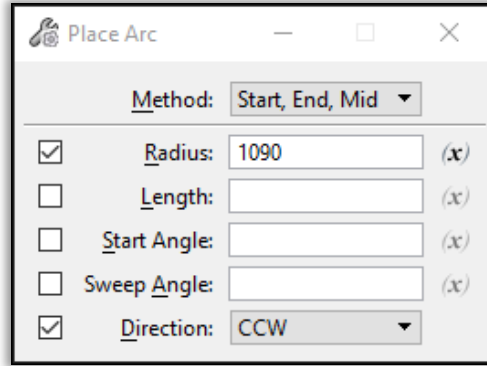 Place Arc
Method: Start, End, Mid
Radius: 1090 (x)
Length: (x)
Start Angle: (x)
Sweep Angle: (x)
Direction: CCW